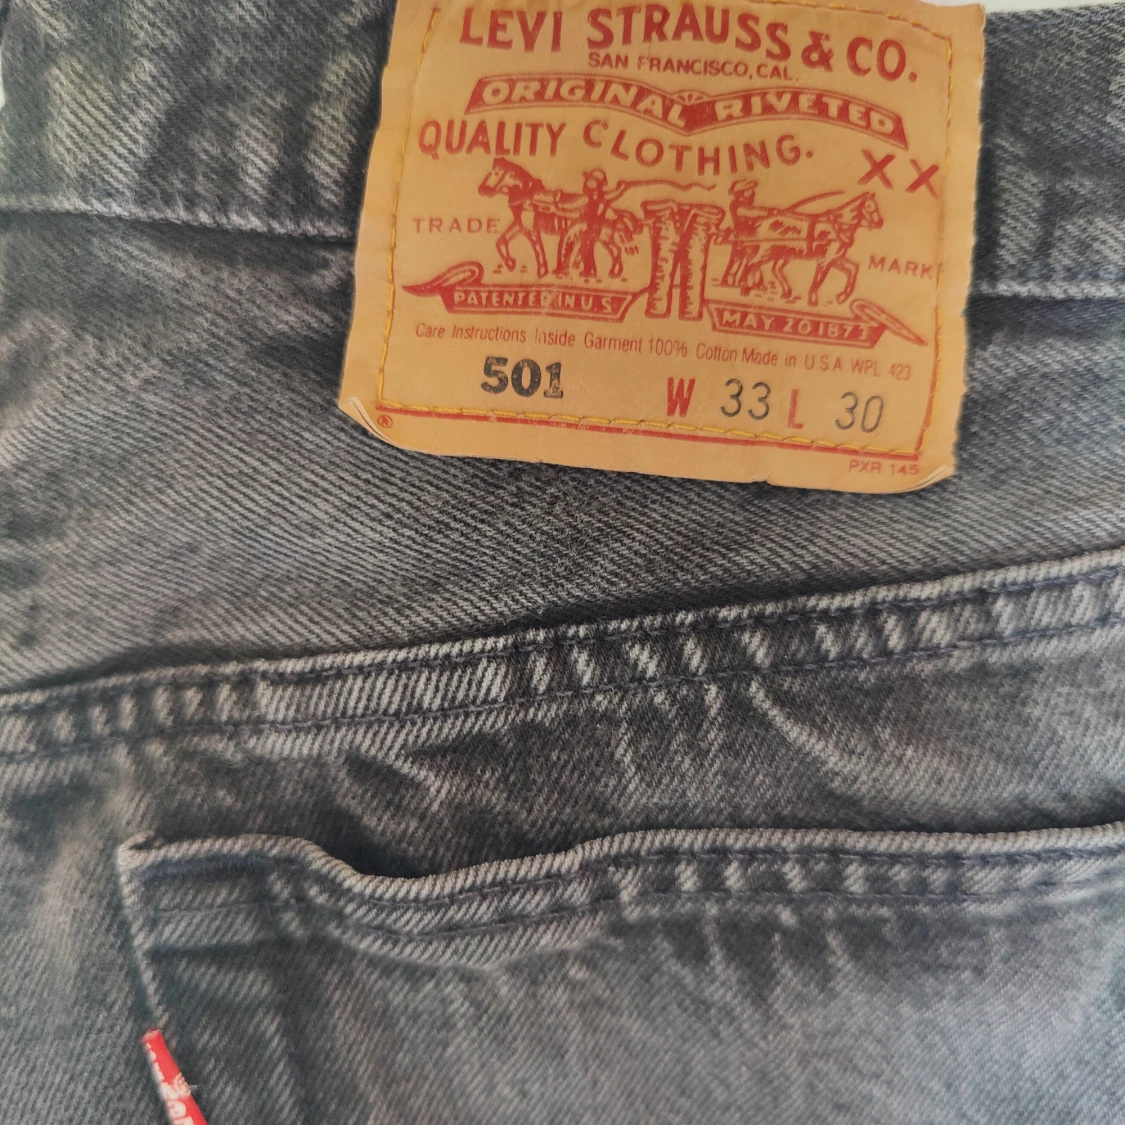 LEVI STRAUSS & CO.
SAN FRANCISCO, CAL.
ORIGINAL RIVETED
QUALITY CLOTHING.
XX
TRADE MARK
PATENTED IN U.S. MAY 20 1873
Care Instructions Inside Garment 100% Cotton Made in U.S.A. WPL 423
501 W 33 L 30
®
PXR 145